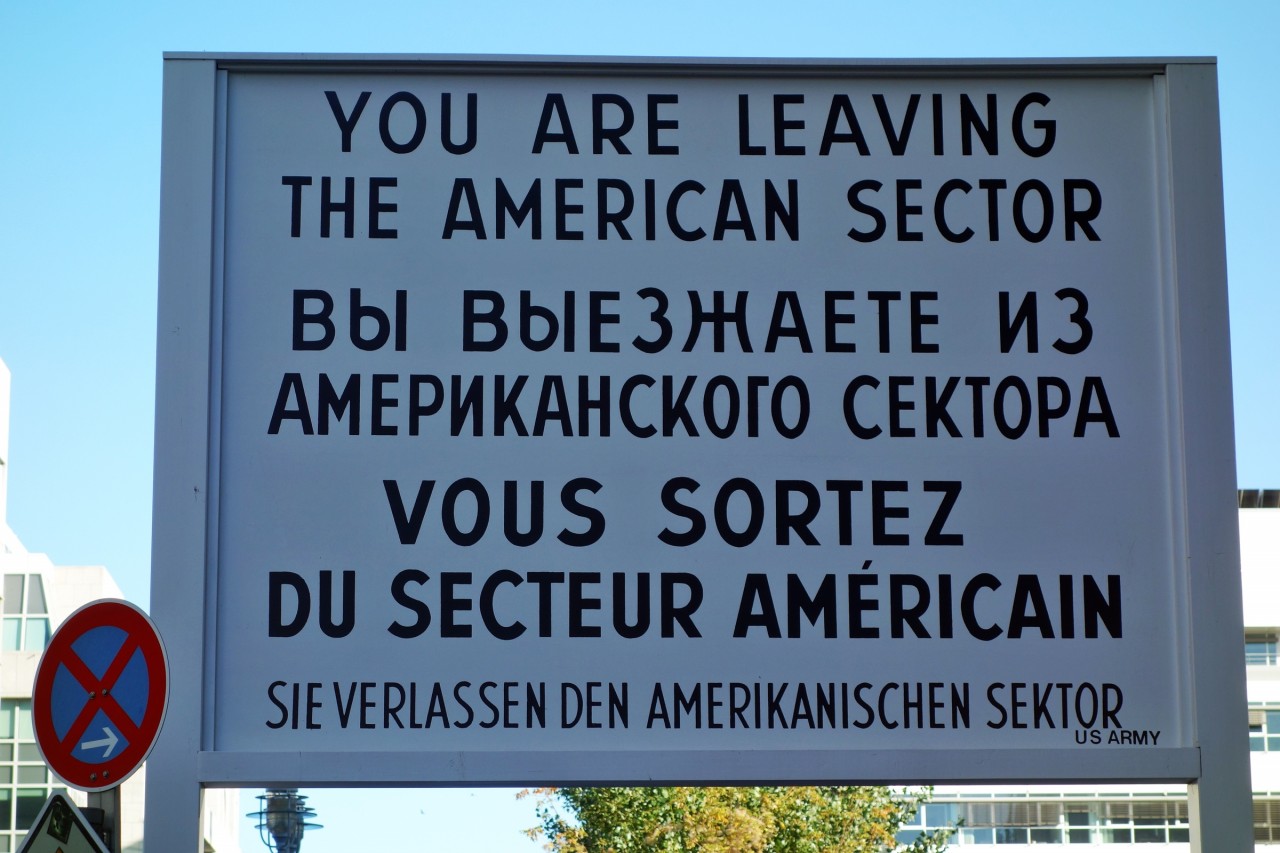 YOU ARE LEAVING
THE AMERICAN SECTOR
ВЫ ВЫЕЗЖАЕТЕ ИЗ
АМЕРИКАНСКОГО СЕКТОРА
VOUS SORTEZ
DU SECTEUR AMÉRICAIN
SIE VERLASSEN DEN AMERIKANISCHEN SEKTOR
US ARMY